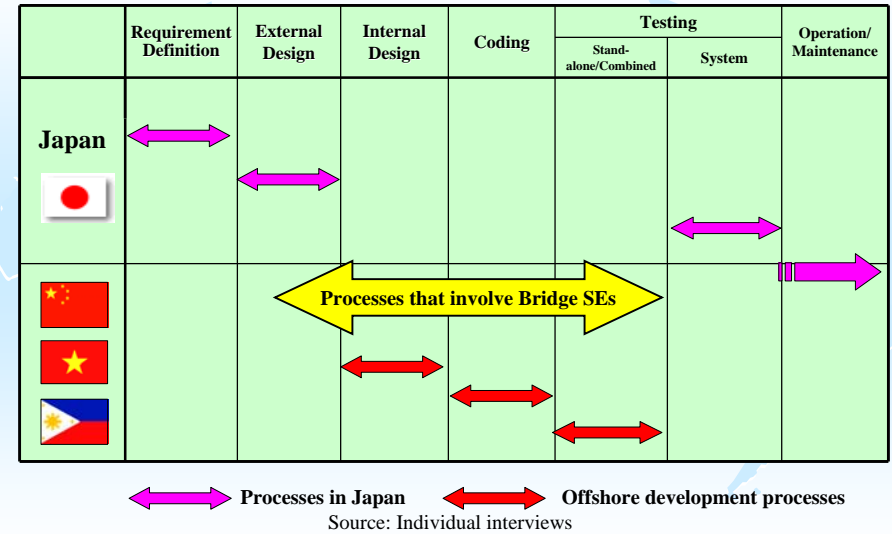 Requirement
Definition
External
Design
Internal
Design
Coding
Testing
Stand-
alone/Combined
System
Operation/
Maintenance
Japan
Processes that involve Bridge SEs
Processes in Japan
Offshore development processes
Source: Individual interviews